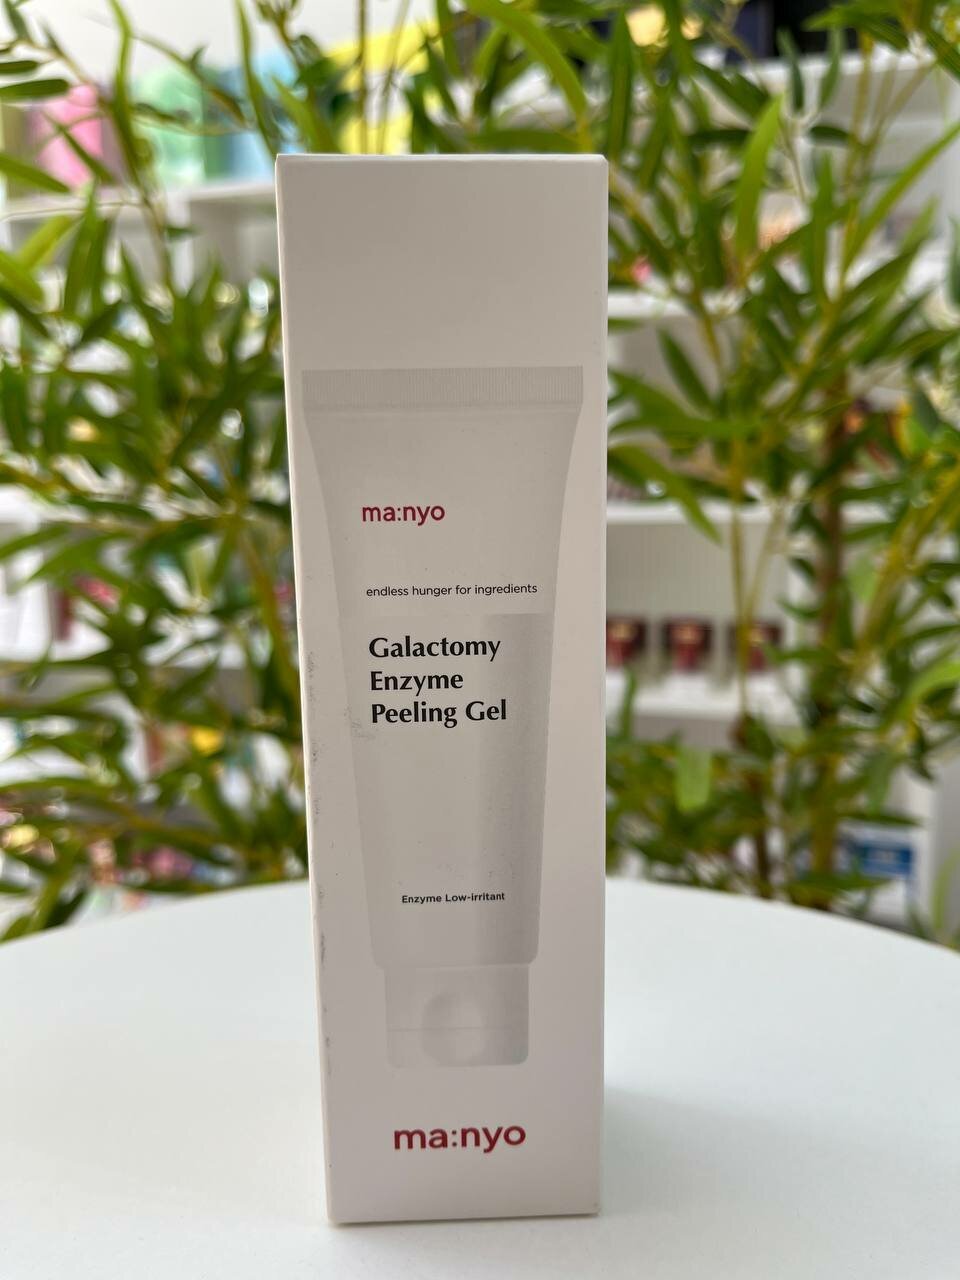 ma:nyo
endless hunger for ingredients
Galactomy
Enzyme
Peeling Gel
Enzyme Low-irritant
ma:nyo